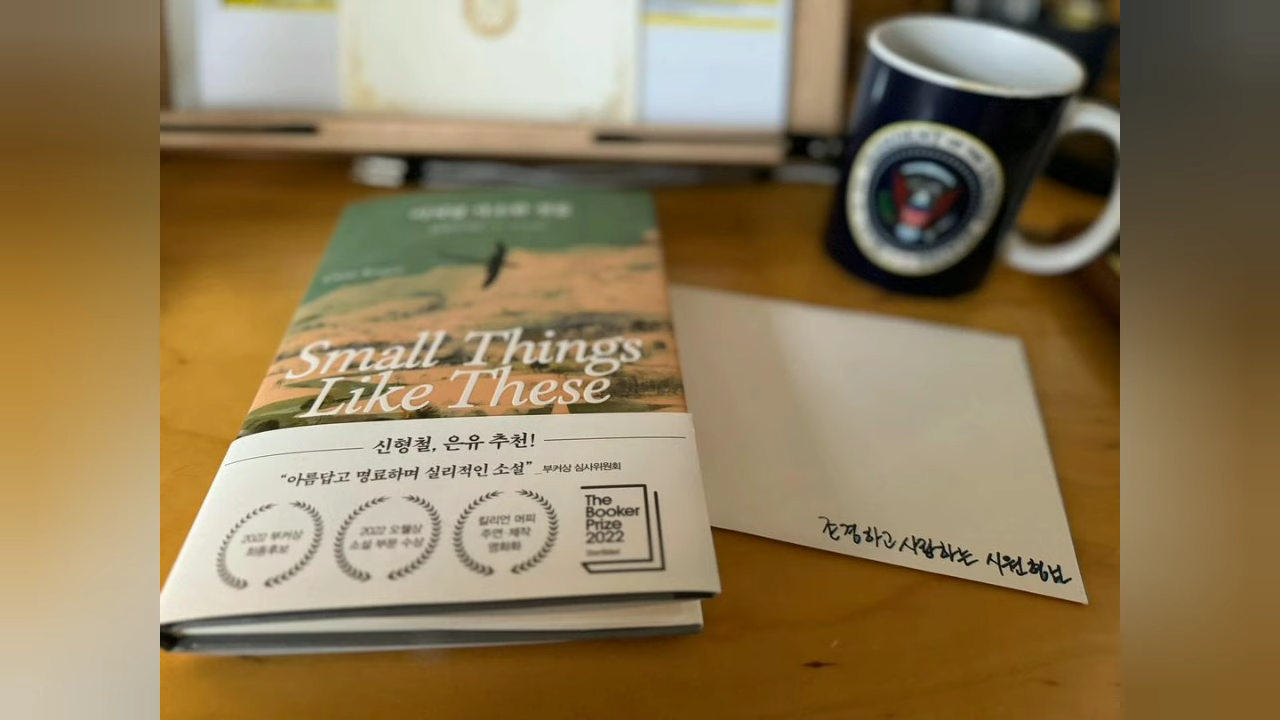 Small Things
Like These
신형철, 은유 추천!
“아름답고 명료하며 실리적인 소설” _부커상 심사위원회
2022 부커상
최종후보
2022 오웰상
소설 부문 수상
킬리언 머피
주연·제작
영화화
The
Booker
Prize
2022
Shortlisted
존경하고 사랑하는 시원형님